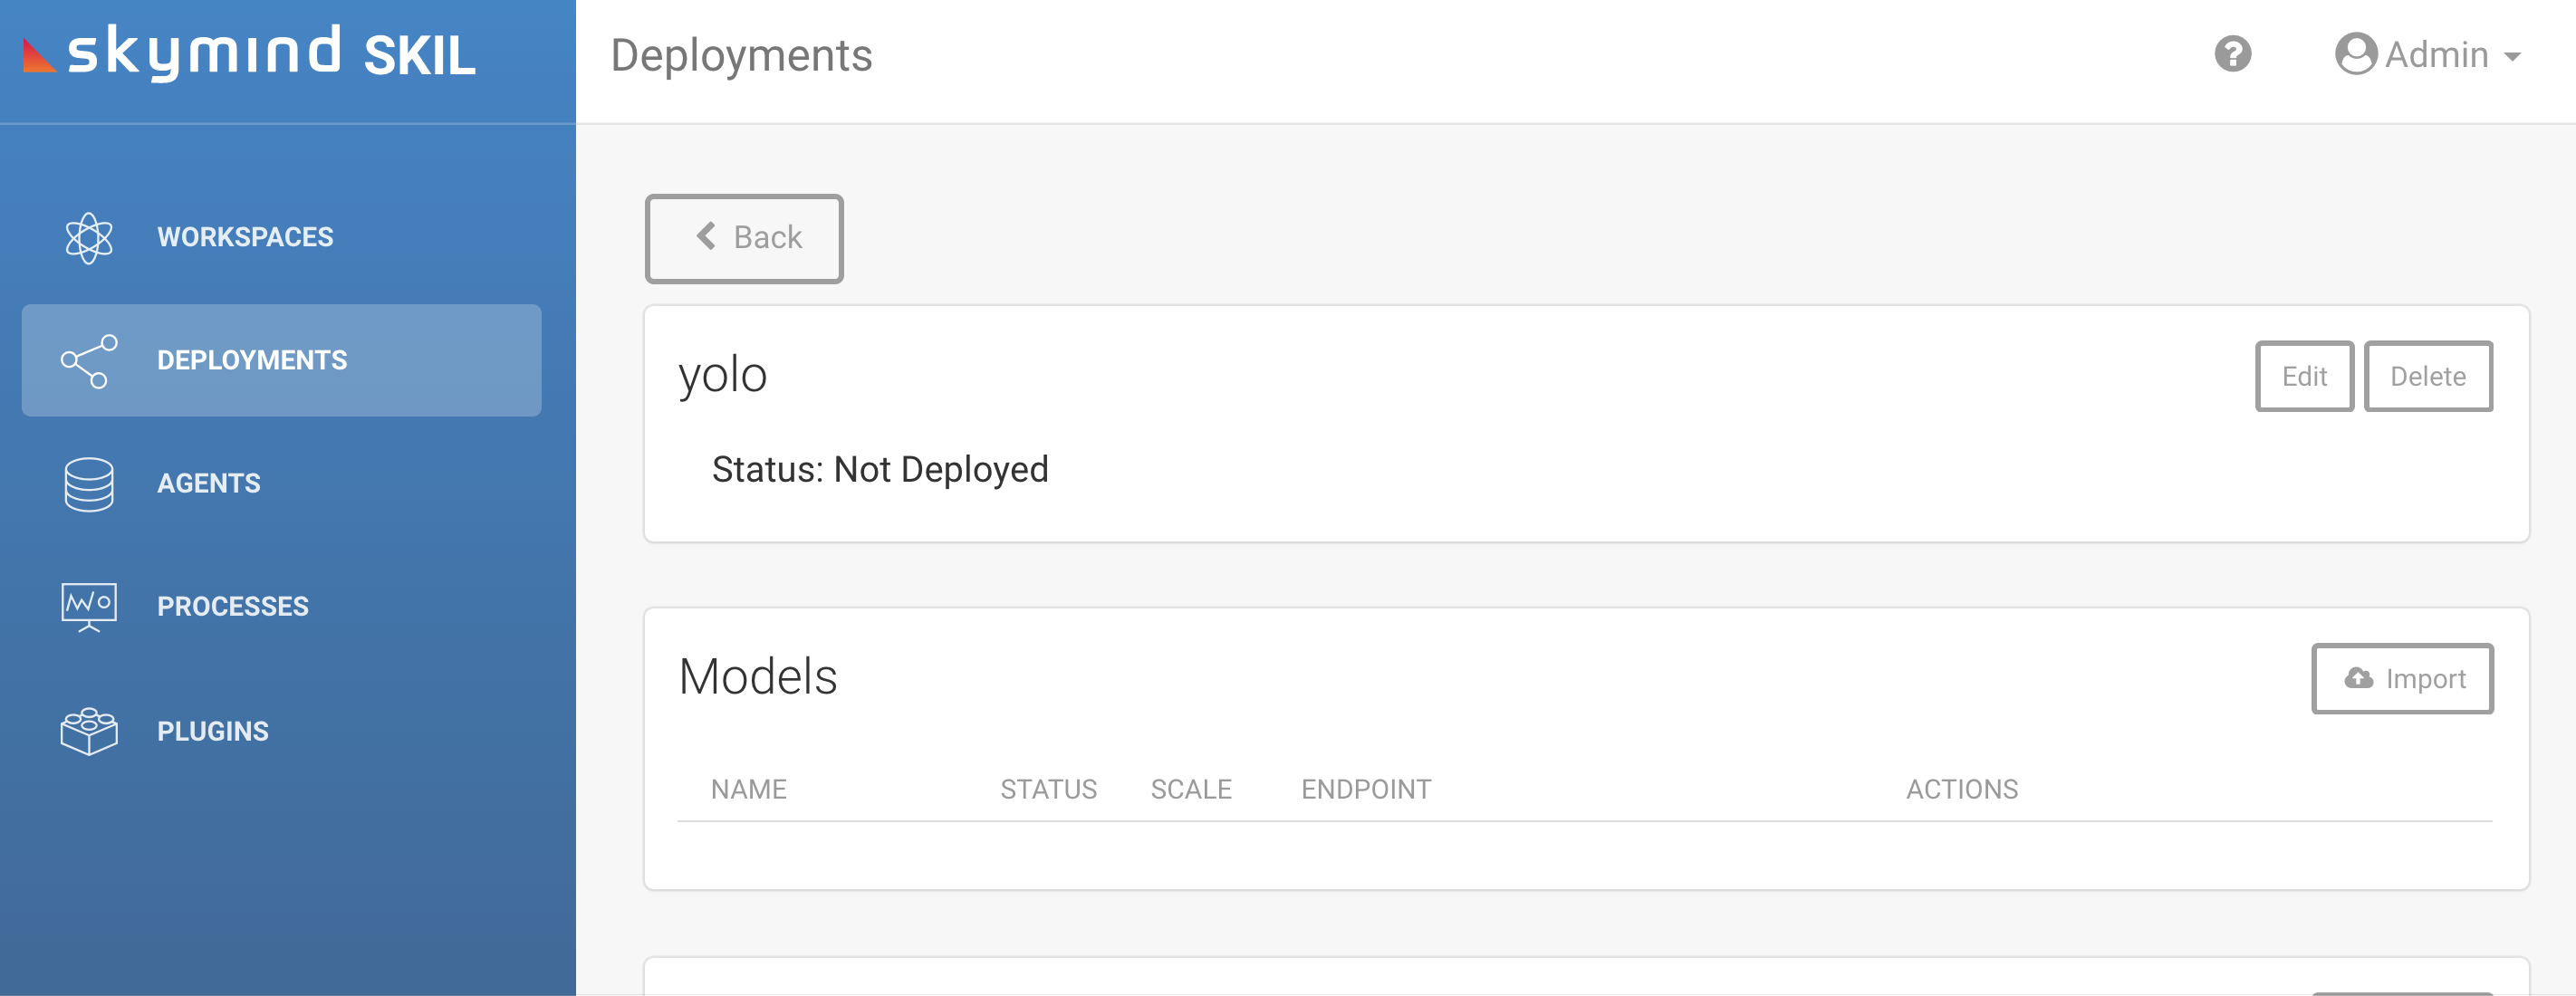 skymind SKIL
Deployments
? Admin
WORKSPACES
DEPLOYMENTS
AGENTS
PROCESSES
PLUGINS
Back
yolo
Edit Delete
Status: Not Deployed
Models
Import
NAME STATUS SCALE ENDPOINT ACTIONS